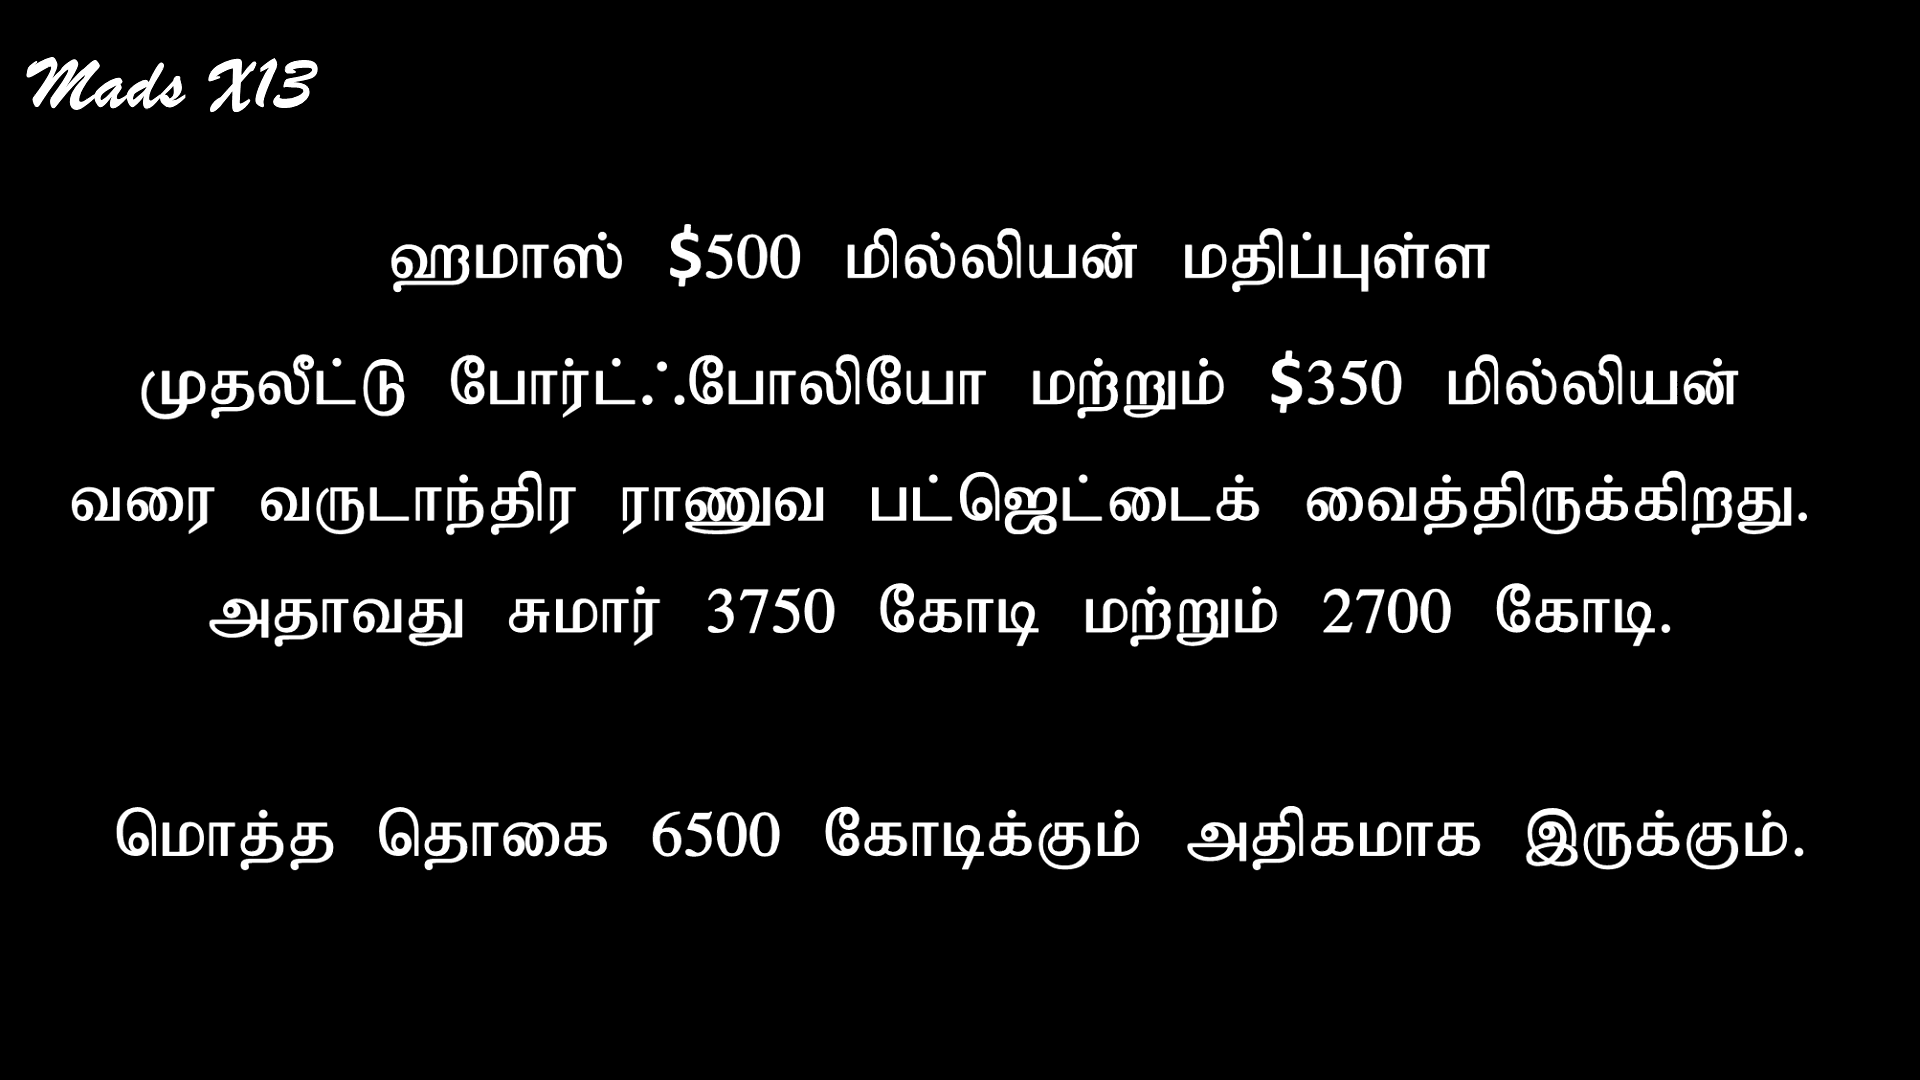 Mads X13
ஹமாஸ் $500 மில்லியன் மதிப்புள்ள
முதலீட்டு போர்ட்ஃபோலியோ மற்றும் $350 மில்லியன்
வரை வருடாந்திர ராணுவ பட்ஜெட்டைக் வைத்திருக்கிறது.
அதாவது சுமார் 3750 கோடி மற்றும் 2700 கோடி.
மொத்த தொகை 6500 கோடிக்கும் அதிகமாக இருக்கும்.